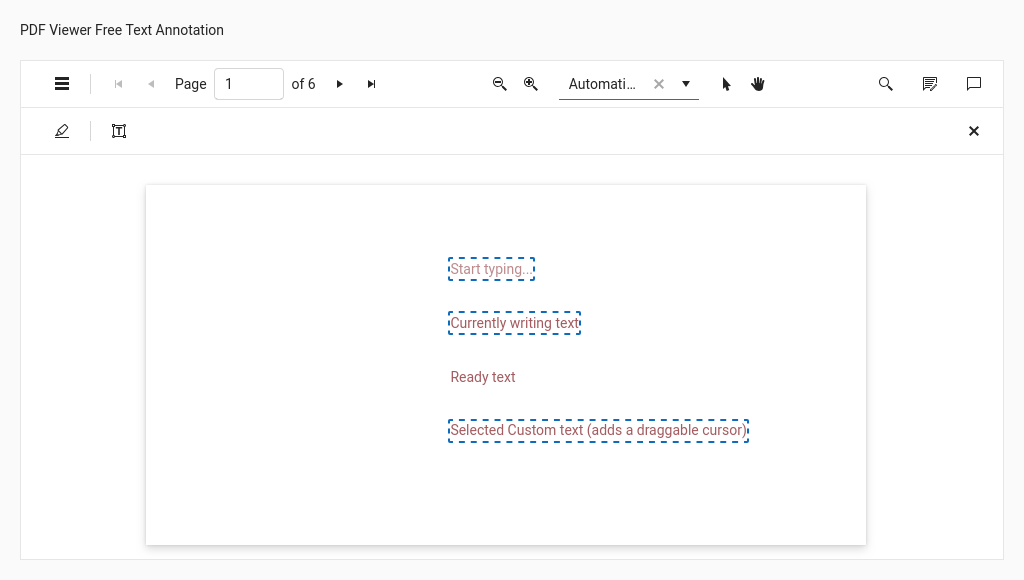 PDF Viewer Free Text Annotation
Page 1 of 6 Automati...
Start typing...
Currently writing text
Ready text
Selected Custom text (adds a draggable cursor)